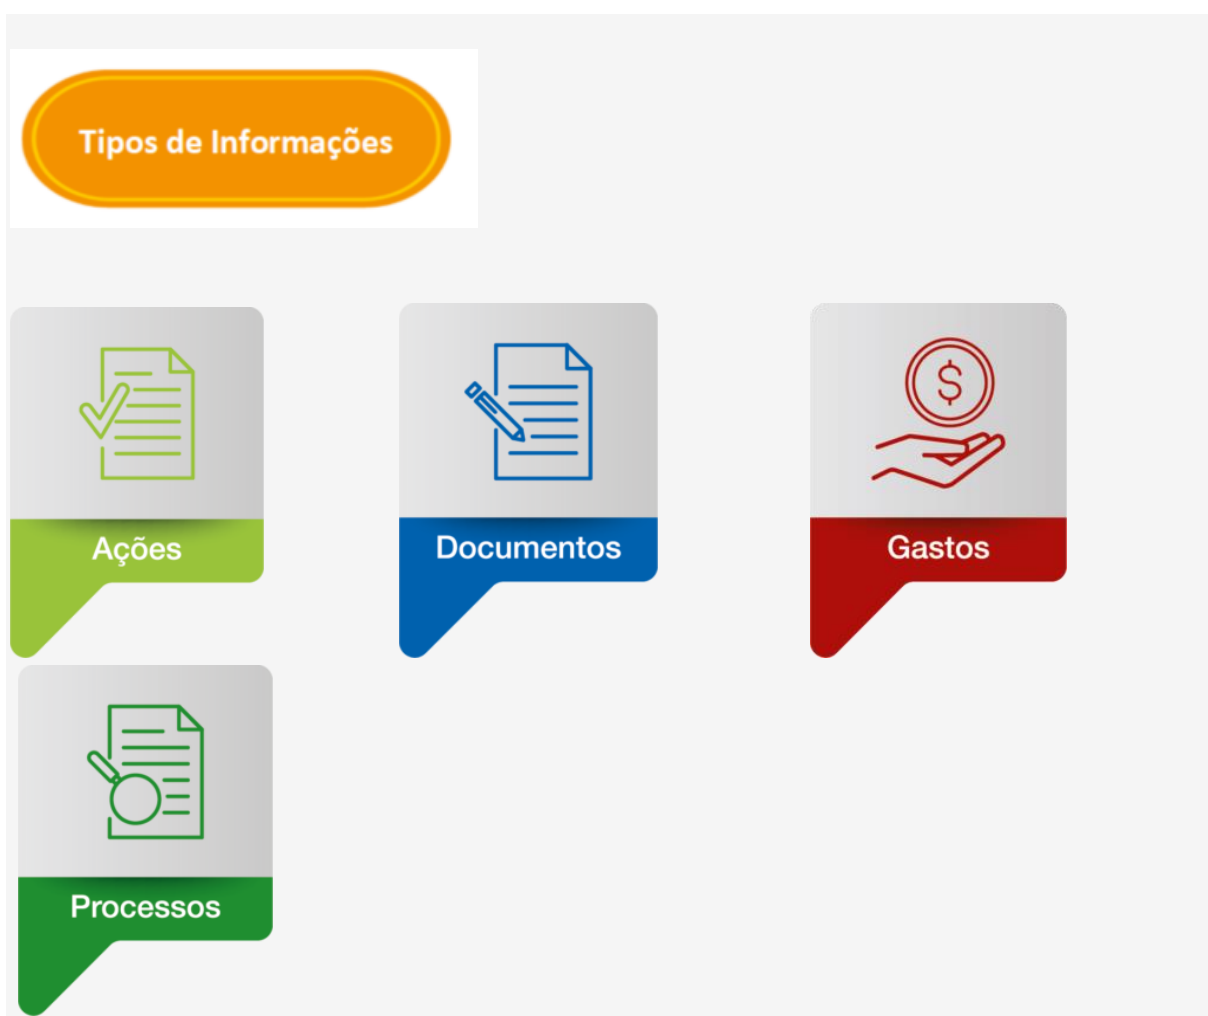 Tipos de Informações
Ações
Documentos
$
Gastos
Processos